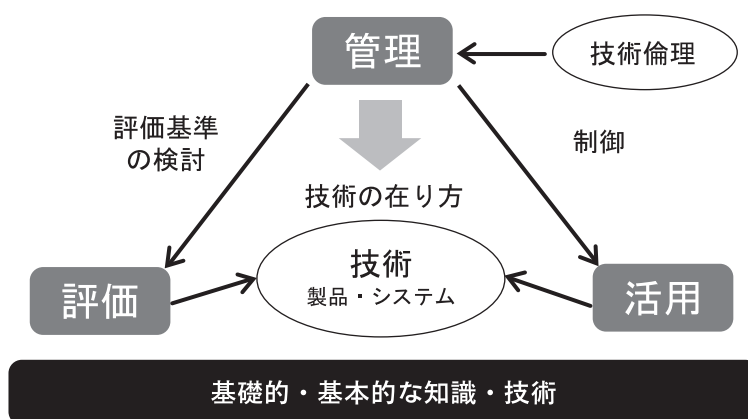 管理
技術倫理
評価基準
の検討
制御
技術の在り方
技術
製品・システム
評価
活用
基礎的・基本的な知識・技術